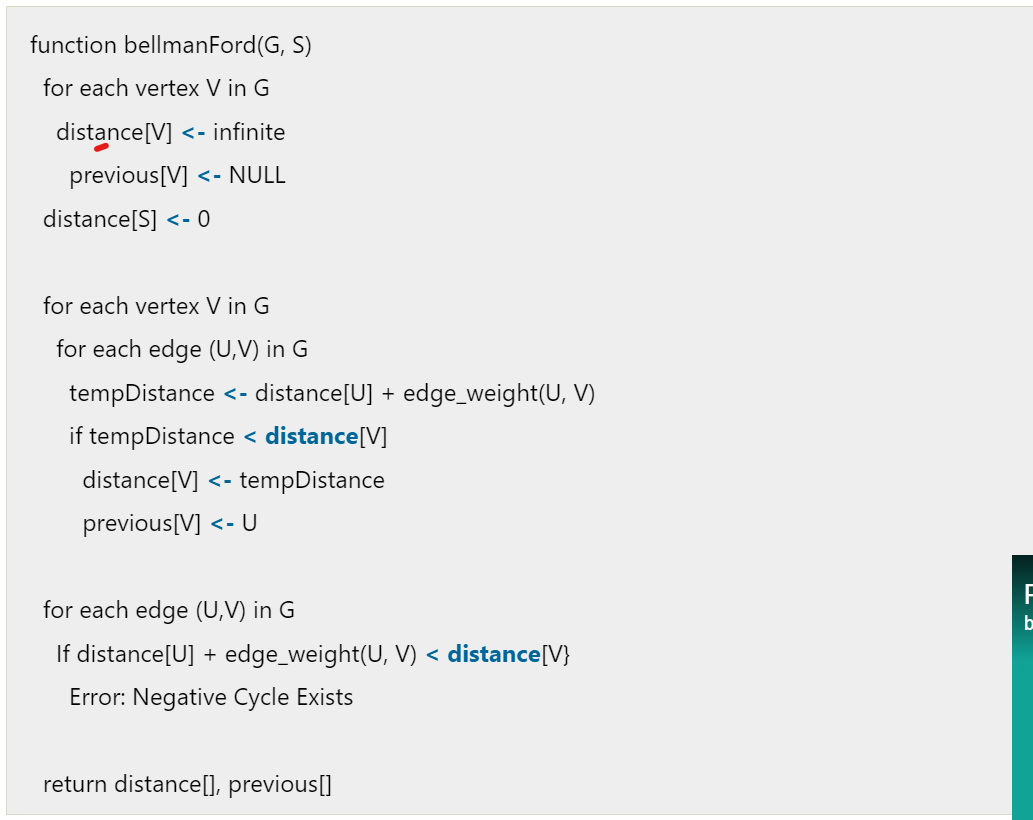 function bellmanFord(G, S)
for each vertex V in G
distance[V] <- infinite
previous[V] <- NULL
distance[S] <- 0
for each vertex V in G
for each edge (U,V) in G
tempDistance <- distance[U] + edge_weight(U, V)
if tempDistance < distance[V]
distance[V] <- tempDistance
previous[V] <- U
for each edge (U,V) in G
If distance[U] + edge_weight(U, V) < distance[V}
Error: Negative Cycle Exists
return distance[], previous[]